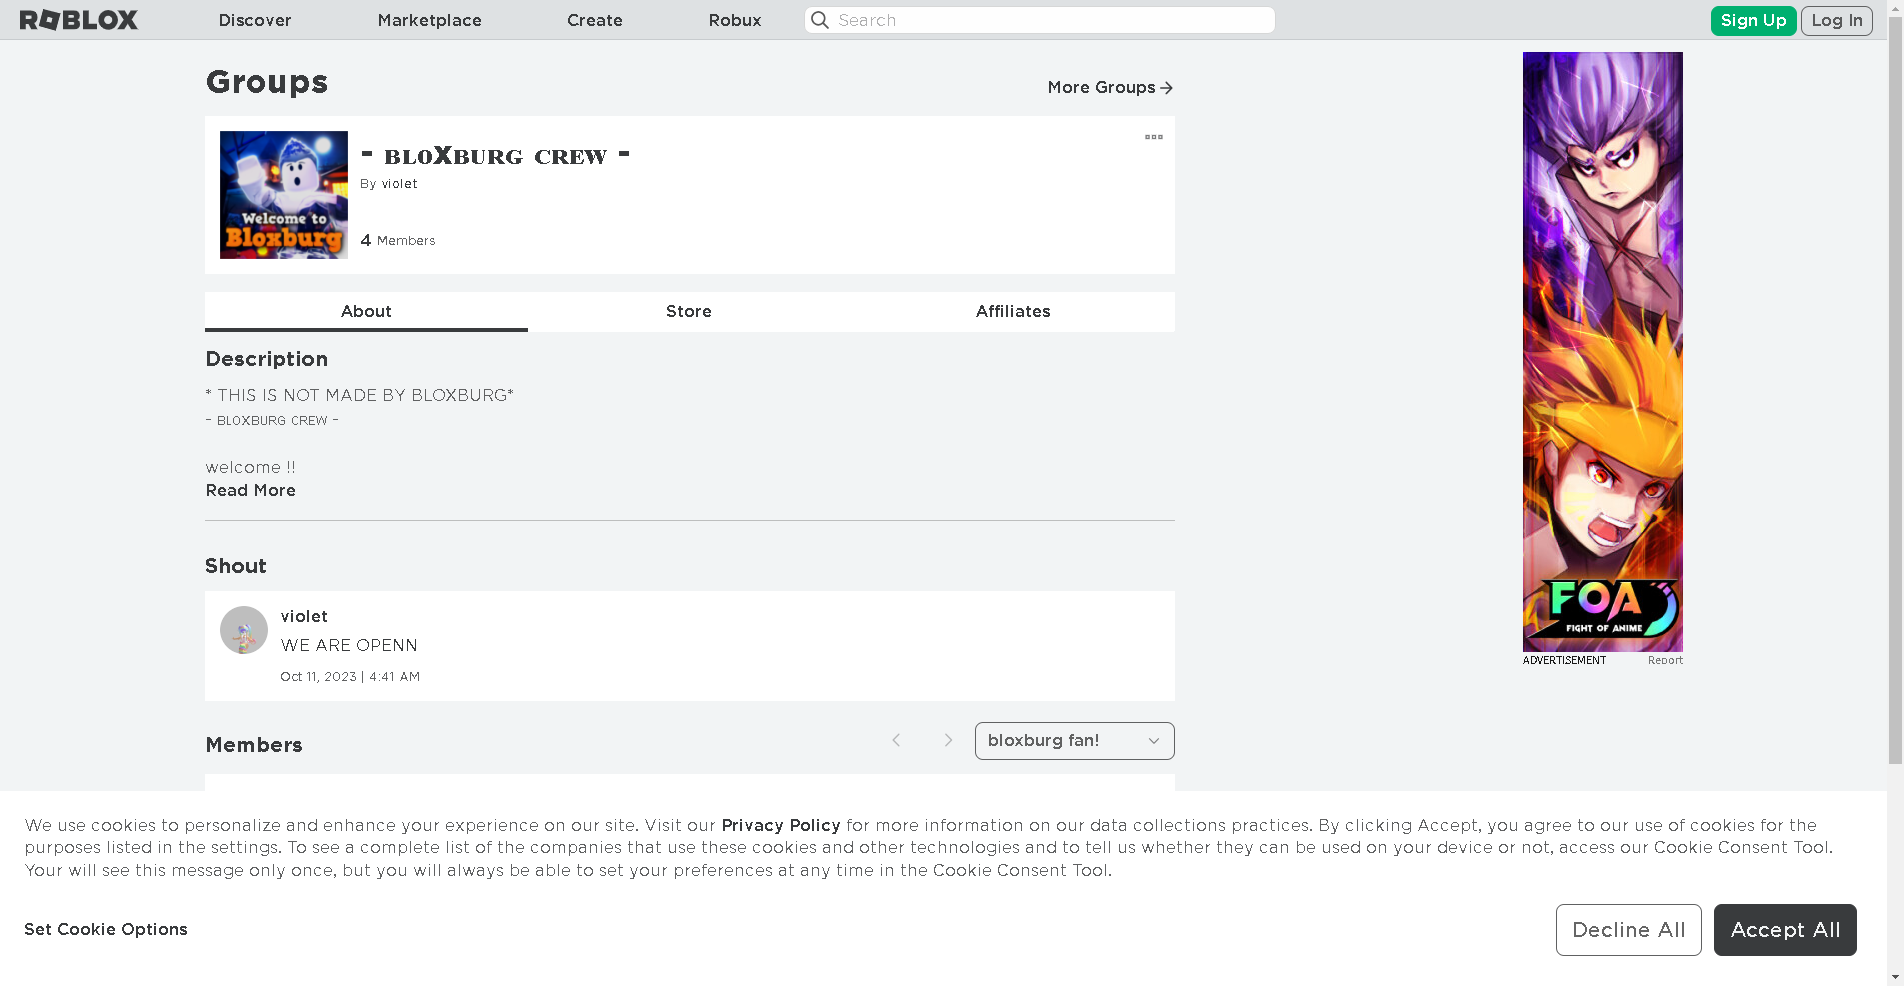 ROBLOX
Discover
Marketplace
Create
Robux
Search
Sign Up
Log In
Groups
More Groups
- ʙʟoXʙᴜʀɢ ᴄʀᴇᴡ -
By violet
4 Members
Welcome to
Bloxburg
About
Store
Affiliates
Description
* THIS IS NOT MADE BY BLOXBURG*
- ʙʟᴏxʙᴜʀɢ ᴄʀᴇᴡ -
welcome !!
Read More
Shout
violet
WE ARE OPENN
Oct 11, 2023 | 4:41 AM
Members
bloxburg fan!
FOA
FIGHT OF ANIME
ADVERTISEMENT
Report
We use cookies to personalize and enhance your experience on our site. Visit our Privacy Policy for more information on our data collections practices. By clicking Accept, you agree to our use of cookies for the
purposes listed in the settings. To see a complete list of the companies that use these cookies and other technologies and to tell us whether they can be used on your device or not, access our Cookie Consent Tool.
Your will see this message only once, but you will always be able to set your preferences at any time in the Cookie Consent Tool.
Set Cookie Options
Decline All
Accept All